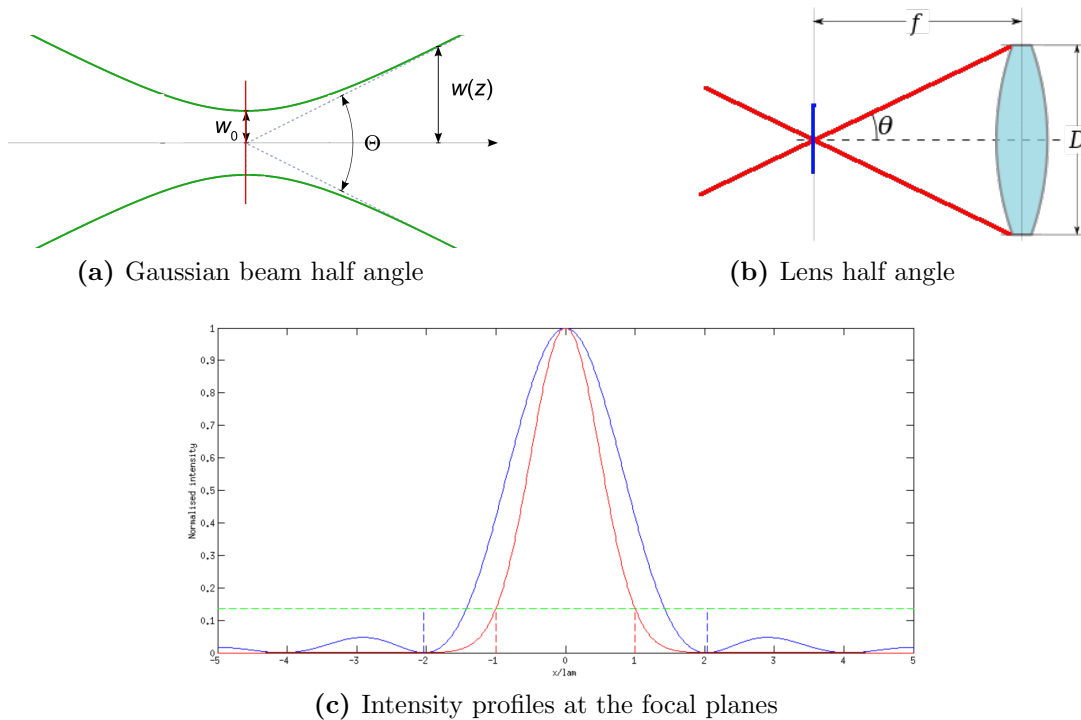 w₀
Θ
w(z)
(a) Gaussian beam half angle
f
θ
D
(b) Lens half angle
1
0.9
0.8
0.7
0.6
0.5
0.4
0.3
0.2
0.1
0
Normalised intensity
-5 -4 -3 -2 -1 0 1 2 3 4 5
x/lam
(c) Intensity profiles at the focal planes